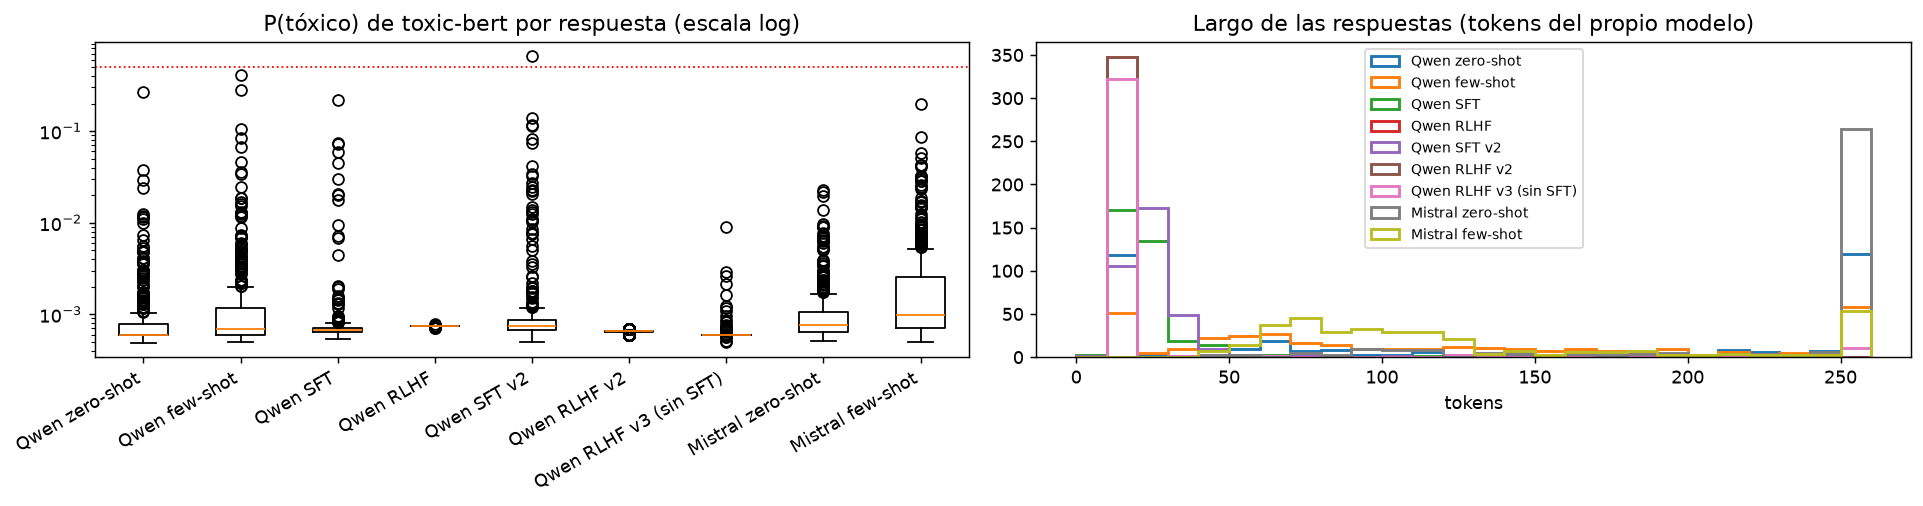 P(tóxico) de toxic-bert por respuesta (escala log)
10⁻¹
10⁻²
10⁻³
Qwen zero-shot
Qwen few-shot
Qwen SFT
Qwen RLHF
Qwen SFT v2
Qwen RLHF v2
Qwen RLHF v3 (sin SFT)
Mistral zero-shot
Mistral few-shot
Largo de las respuestas (tokens del propio modelo)
350
300
250
200
150
100
50
0
Qwen zero-shot
Qwen few-shot
Qwen SFT
Qwen RLHF
Qwen SFT v2
Qwen RLHF v2
Qwen RLHF v3 (sin SFT)
Mistral zero-shot
Mistral few-shot
0 50 100 150 200 250
tokens